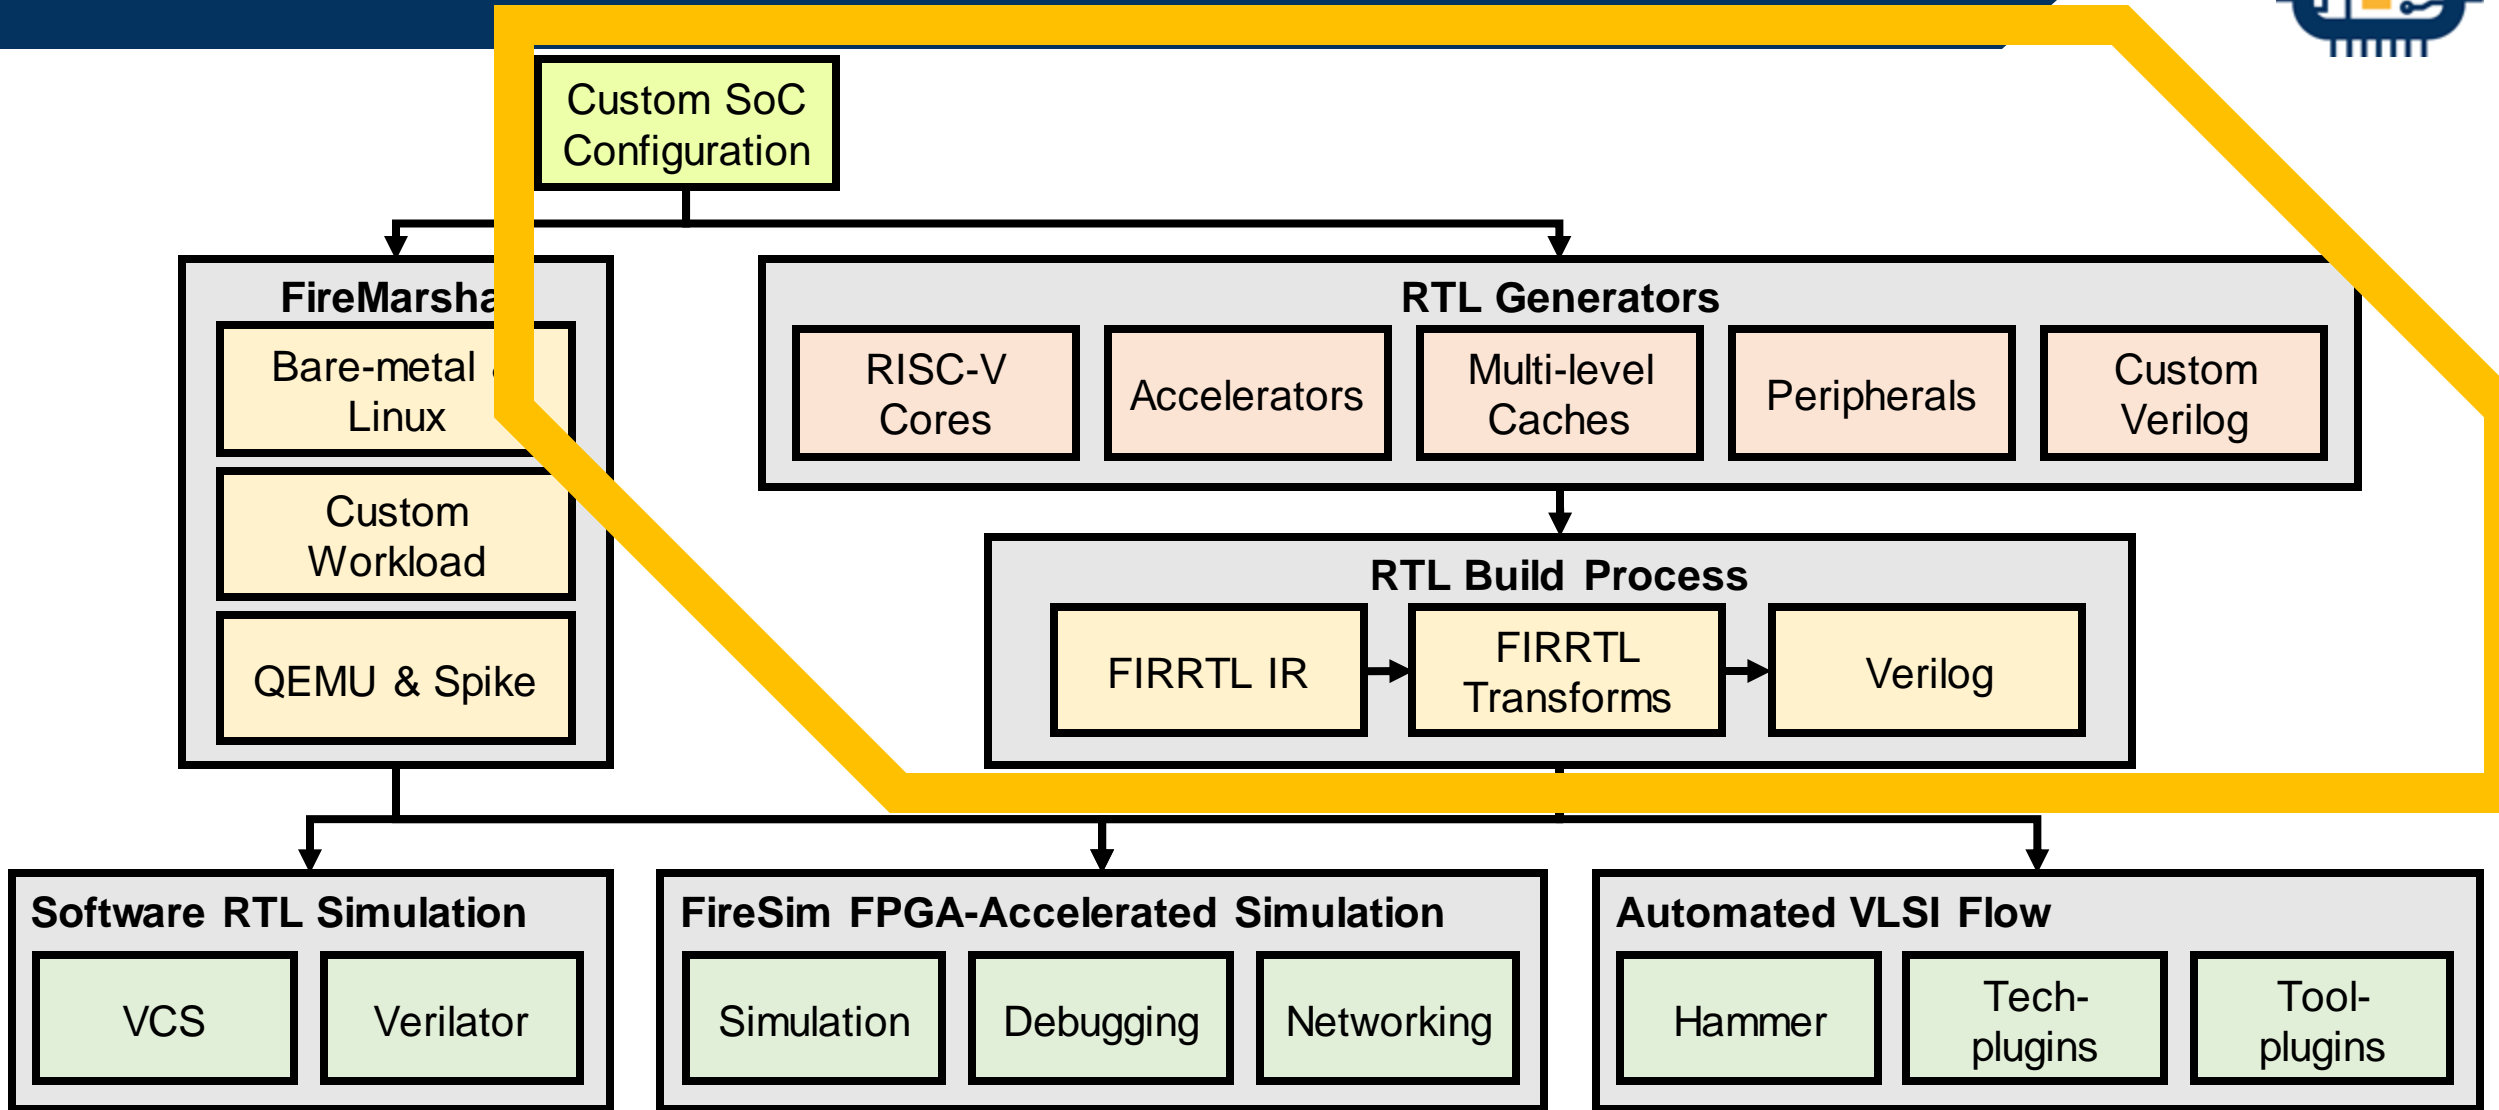 Custom SoC
Configuration
FireMarsha
RTL Generators
Bare-metal
Linux
RISC-V
Cores
Accelerators
Multi-level
Caches
Peripherals
Custom
Verilog
Custom
Workload
QEMU & Spike
RTL Build Process
FIRRTL IR
FIRRTL
Transforms
Verilog
Software RTL Simulation
VCS
Verilator
FireSim FPGA-Accelerated Simulation
Simulation
Debugging
Networking
Automated VLSI Flow
Hammer
Tech-
plugins
Tool-
plugins